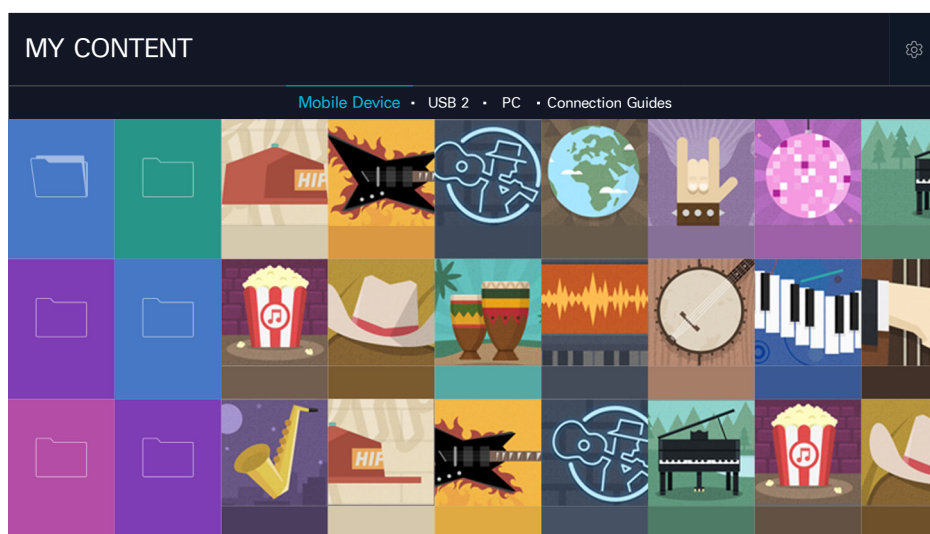 MY CONTENT
Mobile Device • USB 2 • PC • Connection Guides
HIP
HIP